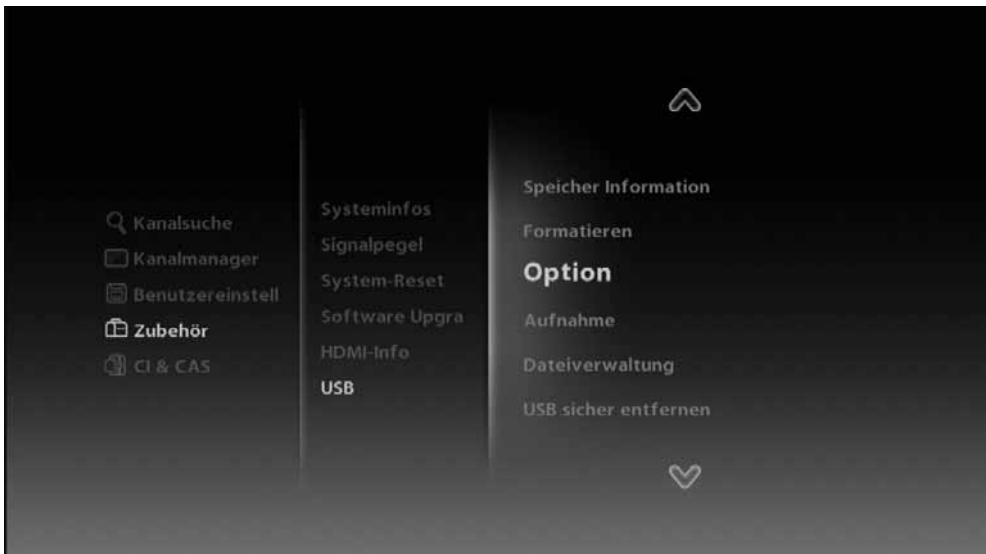 Kanalsuche
Kanalmanager
Benutzereinstell
Zubehör
CI & CAS
Systeminfos
Signalpegel
System-Reset
Software Upgra
HDMI-Info
USB
Speicher Information
Formatieren
Option
Aufnahme
Dateiverwaltung
USB sicher entfernen